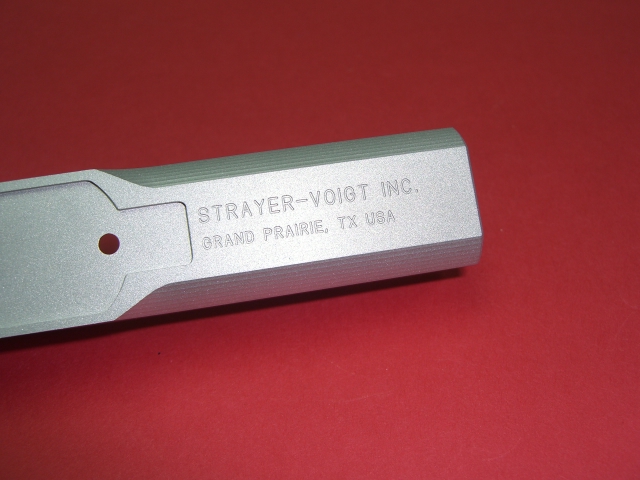 STRAYER-VOIGT INC.
GRAND PRAIRIE, TX USA